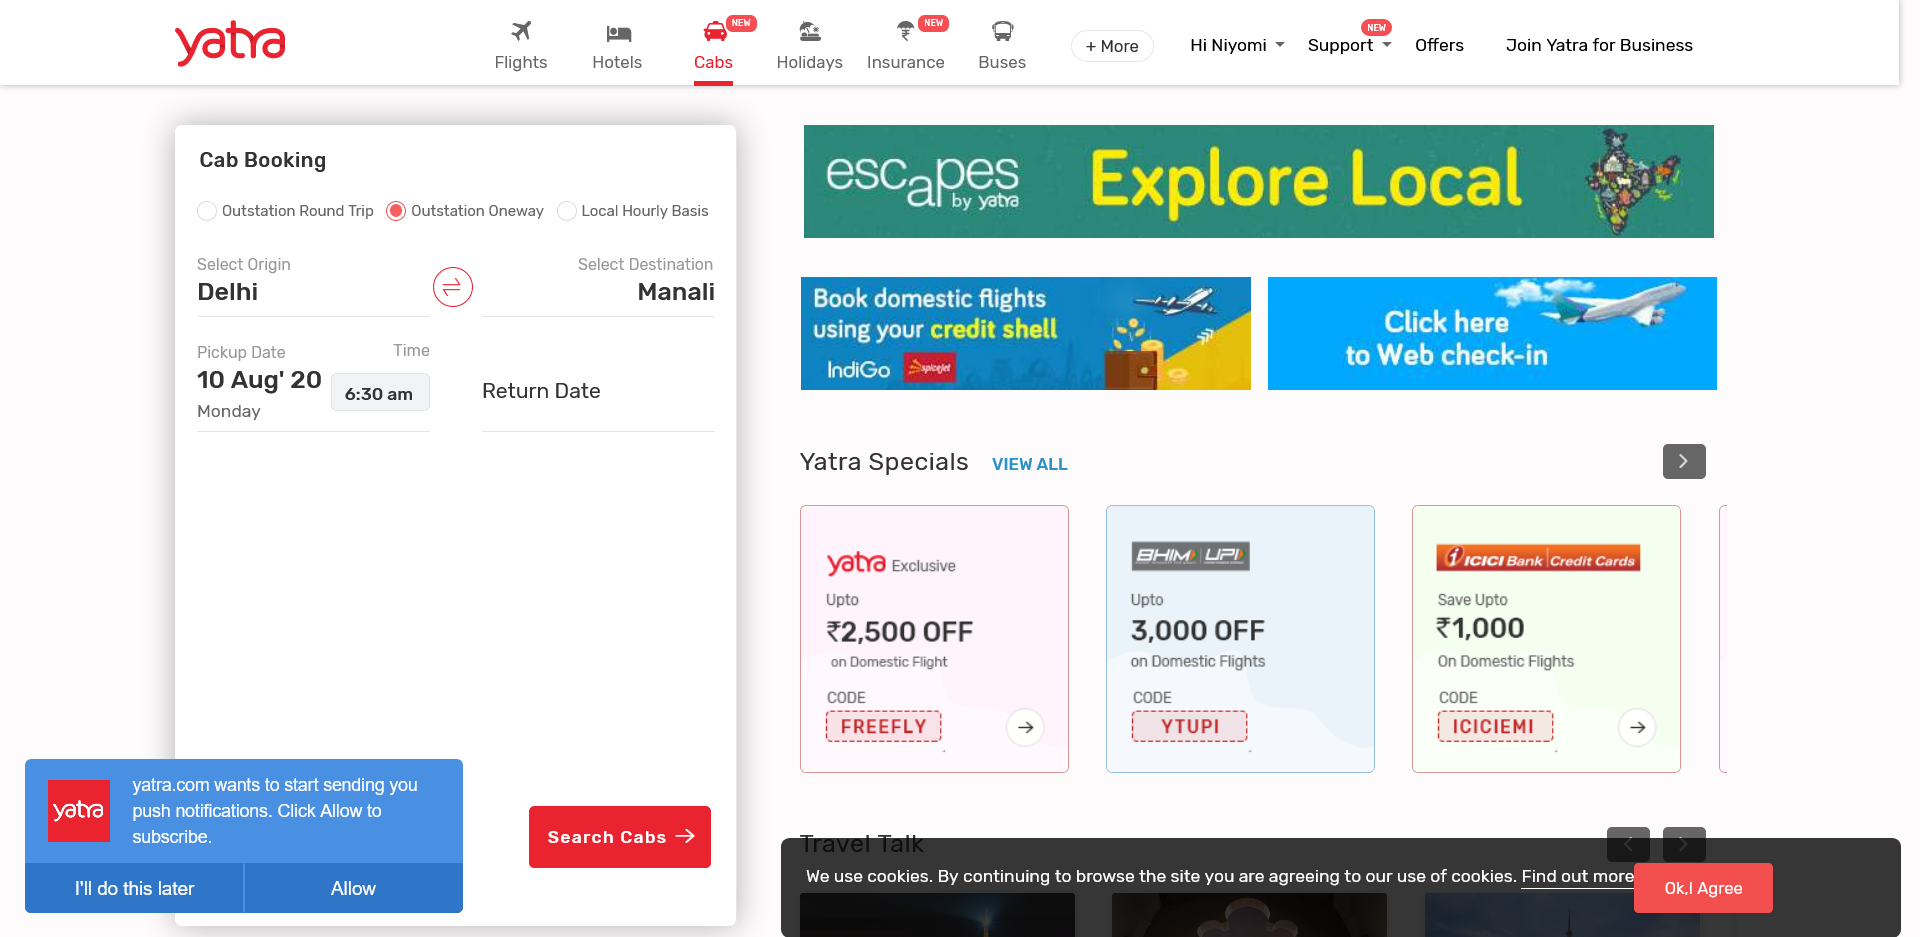 yatra
Flights
Hotels
NEW
Cabs
Holidays
NEW
Insurance
Buses
+ More
Hi Niyomi
NEW
Support
Offers
Join Yatra for Business
Cab Booking
Outstation Round Trip
Outstation Oneway
Local Hourly Basis
Select Origin
Delhi
Select Destination
Manali
Pickup Date
10 Aug' 20
Monday
Time
6:30 am
Return Date
Search Cabs
yatra
yatra.com wants to start sending you
push notifications. Click Allow to
subscribe.
I'll do this later
Allow
escapes
by yatra
Explore Local
Book domestic flights
using your credit shell
IndiGo
spicejet
Click here
to Web check-in
Yatra Specials
VIEW ALL
yatra Exclusive
Upto
₹2,500 OFF
on Domestic Flight
CODE
FREEFLY
BHIM UPI
Upto
3,000 OFF
on Domestic Flights
CODE
YTUPI
ICICI Bank Credit Cards
Save Upto
₹1,000
On Domestic Flights
CODE
ICICIEMI
Travel Talk
We use cookies. By continuing to browse the site you are agreeing to our use of cookies. Find out more
Ok,I Agree